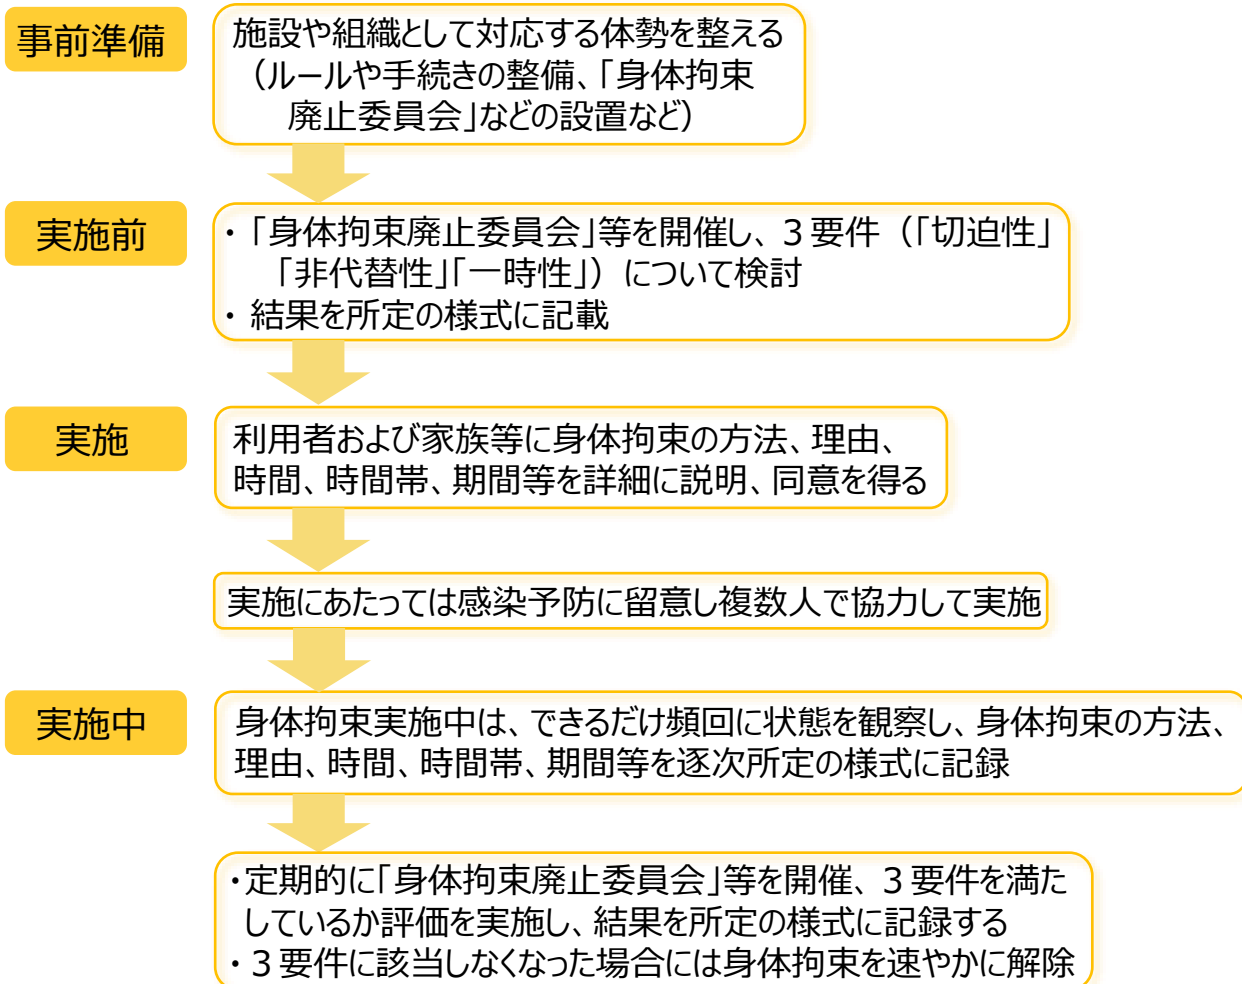 事前準備
施設や組織として対応する体勢を整える
（ルールや手続きの整備、「身体拘束
廃止委員会」などの設置など）
実施前
・「身体拘束廃止委員会」等を開催し、３要件（「切迫性」
「非代替性」「一時性」）について検討
・ 結果を所定の様式に記載
実施
利用者および家族等に身体拘束の方法、理由、
時間、時間帯、期間等を詳細に説明、同意を得る
実施にあたっては感染予防に留意し複数人で協力して実施
実施中
身体拘束実施中は、できるだけ頻回に状態を観察し、身体拘束の方法、
理由、時間、時間帯、期間等を逐次所定の様式に記録
・定期的に「身体拘束廃止委員会」等を開催、３要件を満た
しているか評価を実施し、結果を所定の様式に記録する
・３要件に該当しなくなった場合には身体拘束を速やかに解除